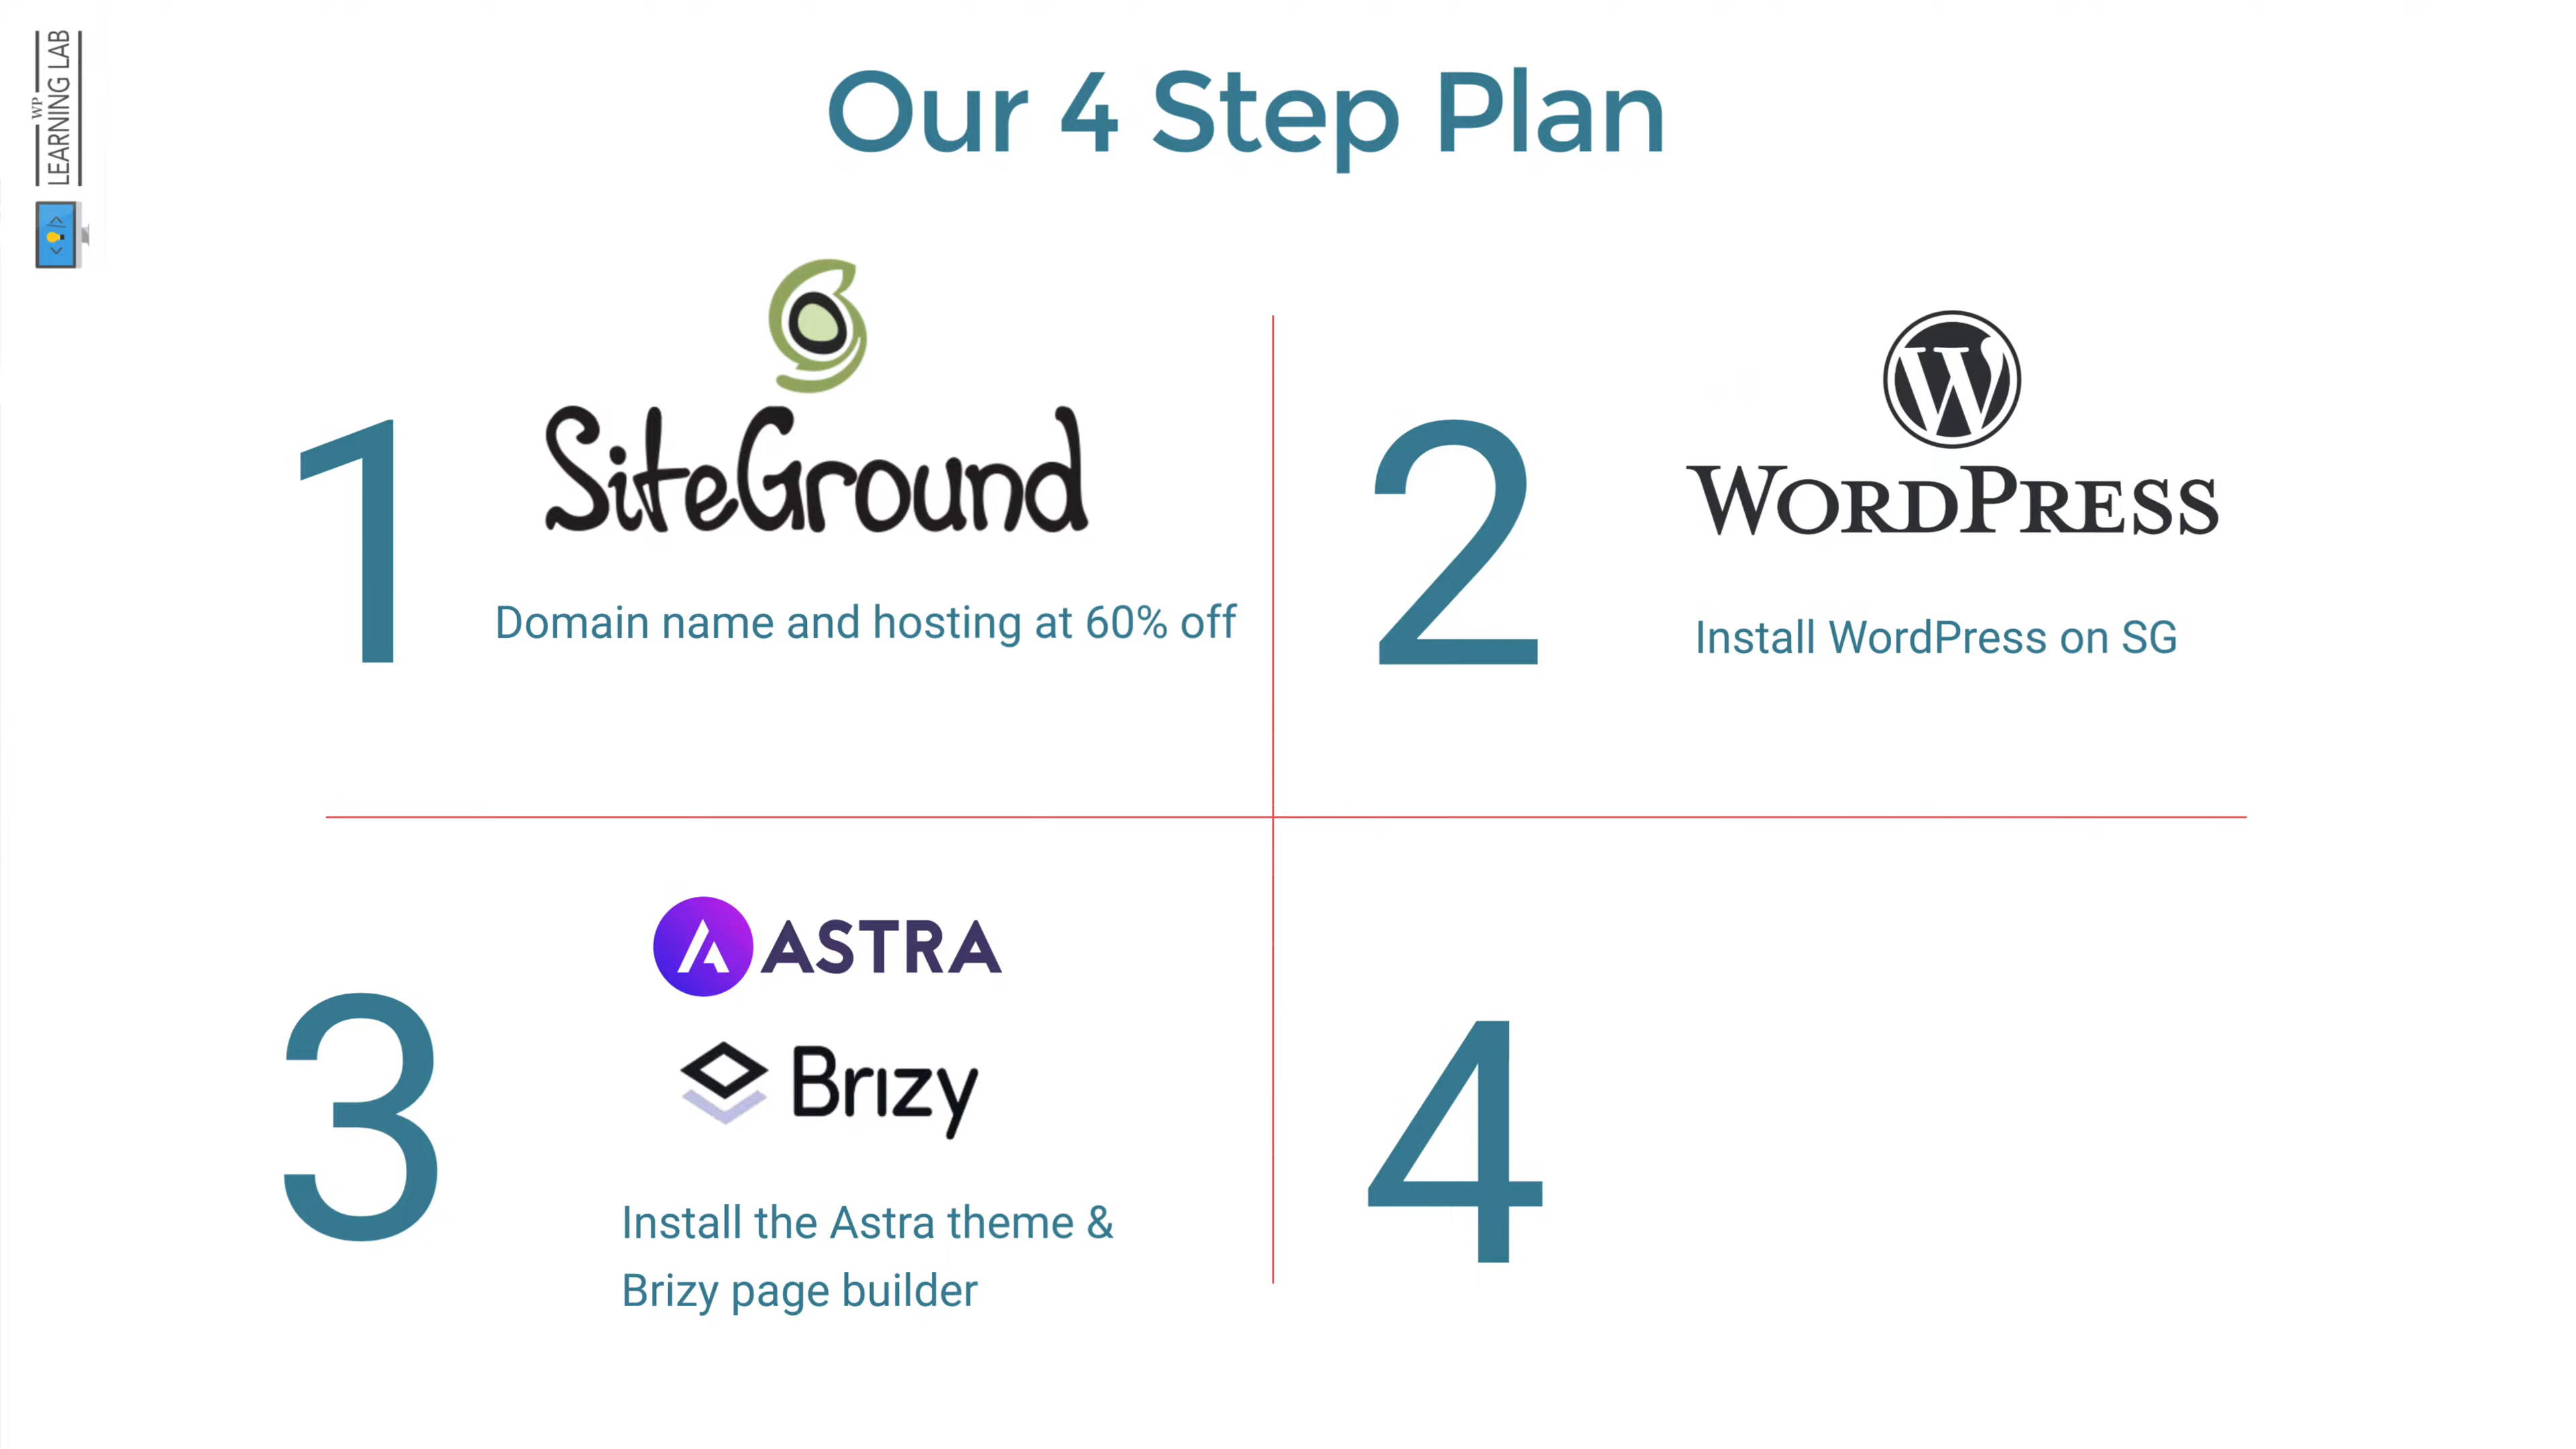 WP
LEARNING LAB
</>
Our 4 Step Plan
1
SiteGround
Domain name and hosting at 60% off
2
W
WORDPRESS
Install WordPress on SG
3
ASTRA
Brizy
Install the Astra theme &
Brizy page builder
4